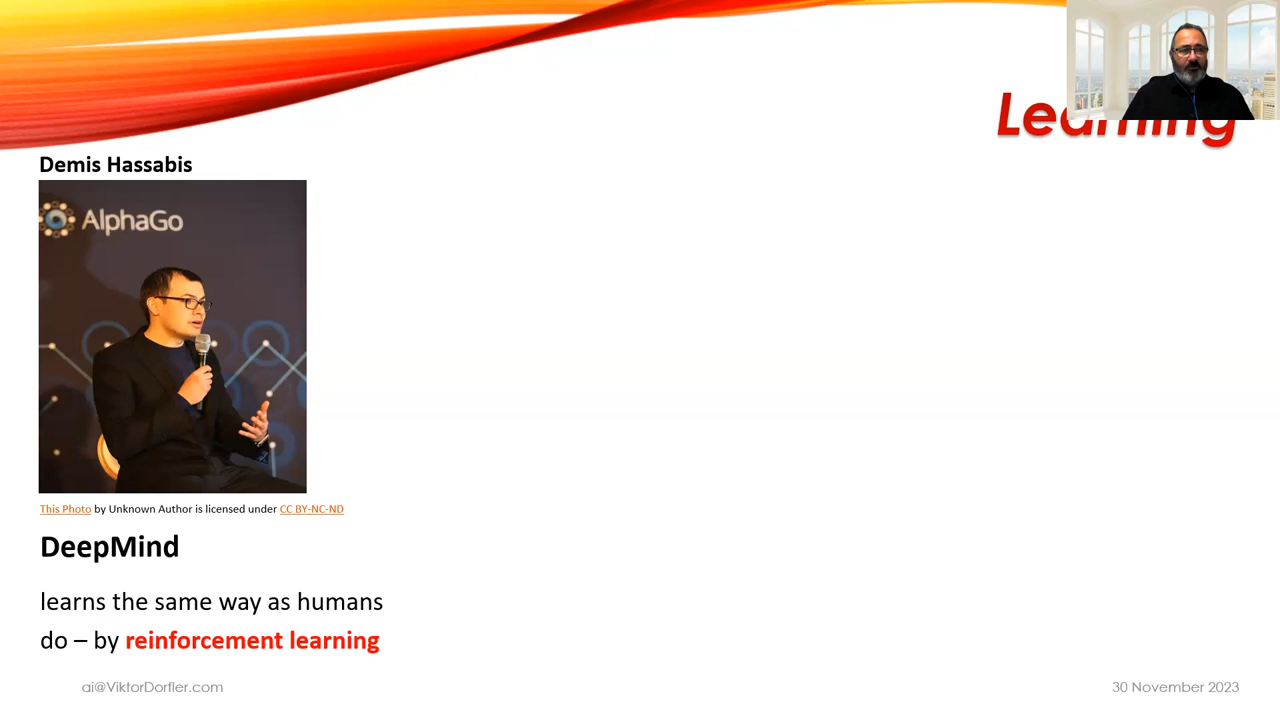 Learning
Demis Hassabis
AlphaGo
This Photo by Unknown Author is licensed under CC BY-NC-ND
DeepMind
learns the same way as humans
do – by reinforcement learning
ai@ViktorDorfler.com
30 November 2023